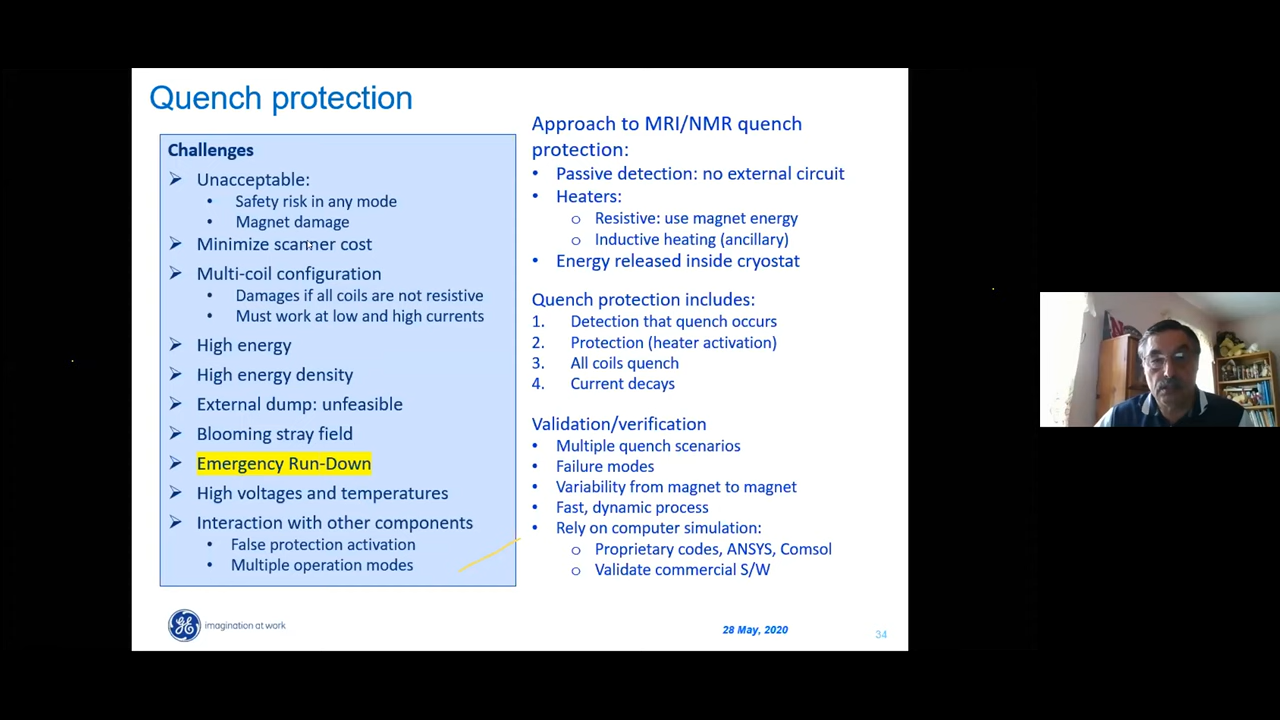 Quench protection
Challenges
Unacceptable:
Safety risk in any mode
Magnet damage
Minimize scanner cost
Multi-coil configuration
Damages if all coils are not resistive
Must work at low and high currents
High energy
High energy density
External dump: unfeasible
Blooming stray field
Emergency Run-Down
High voltages and temperatures
Interaction with other components
False protection activation
Multiple operation modes
Approach to MRI/NMR quench
protection:
Passive detection: no external circuit
Heaters:
Resistive: use magnet energy
Inductive heating (ancillary)
Energy released inside cryostat
Quench protection includes:
1. Detection that quench occurs
2. Protection (heater activation)
3. All coils quench
4. Current decays
Validation/verification
Multiple quench scenarios
Failure modes
Variability from magnet to magnet
Fast, dynamic process
Rely on computer simulation:
Proprietary codes, ANSYS, Comsol
Validate commercial S/W
GE
imagination at work
28 May, 2020
34